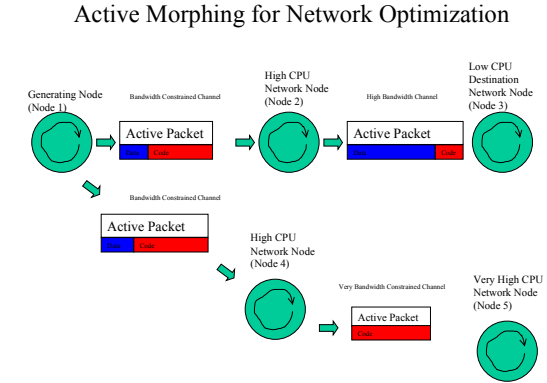 Active Morphing for Network Optimization
Generating Node
(Node 1)
Bandwidth Constrained Channel
Active Packet
Data Code
High CPU
Network Node
(Node 2)
High Bandwidth Channel
Active Packet
Data Code
Low CPU
Destination
Network Node
(Node 3)
Bandwidth Constrained Channel
Active Packet
Data Code
High CPU
Network Node
(Node 4)
Very Bandwidth Constrained Channel
Active Packet
Code
Very High CPU
Network Node
(Node 5)